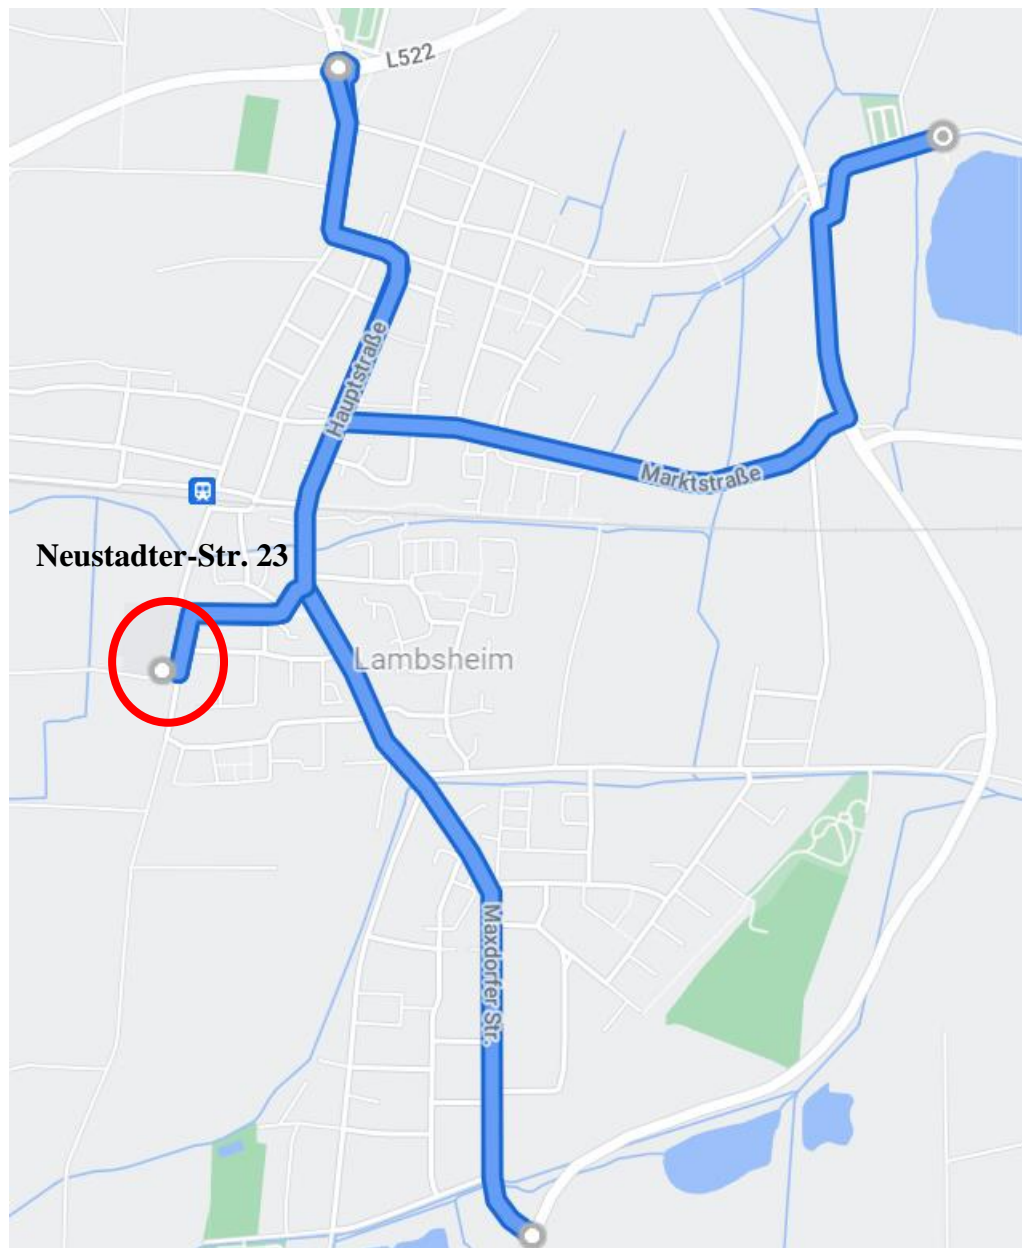 L522
Hauptstraße
Marktstraße
Neustadter-Str. 23
Lambsheim
Maxdorfer Str.